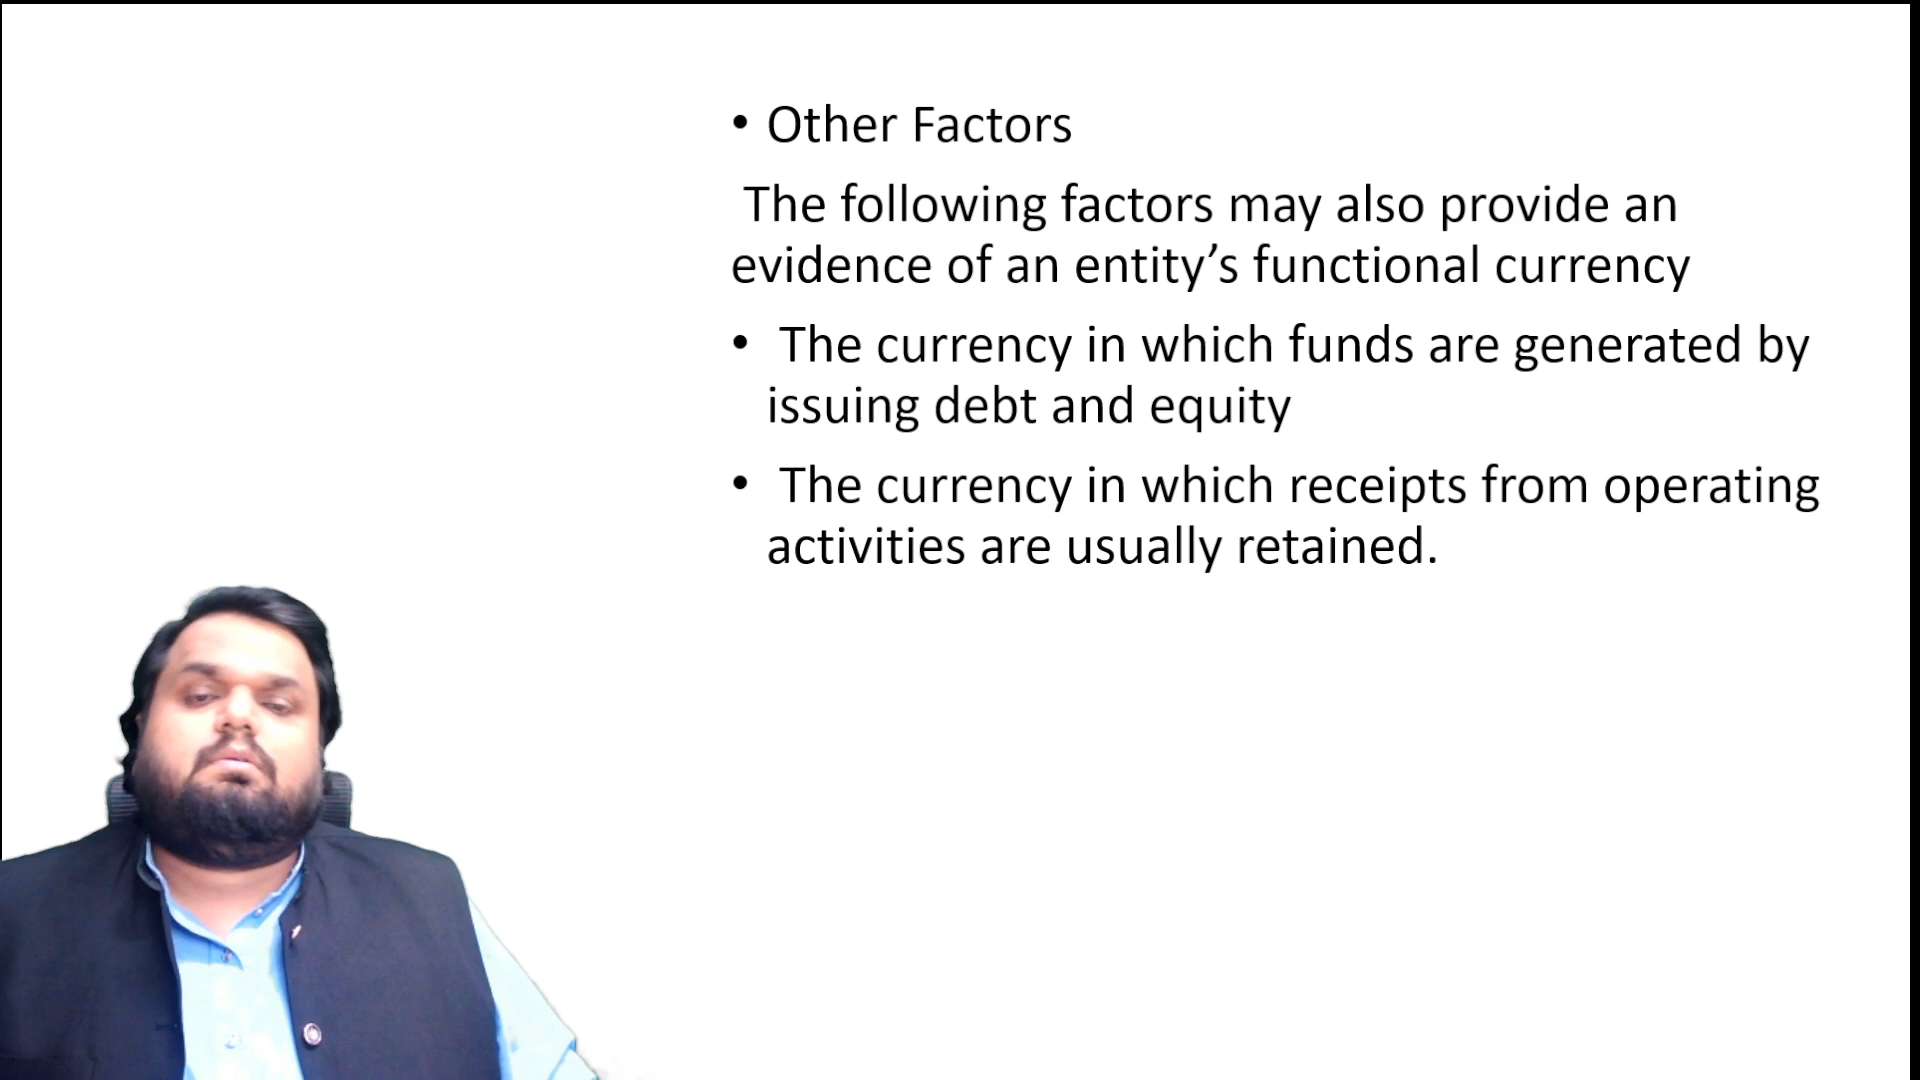 • Other Factors
The following factors may also provide an
evidence of an entity’s functional currency
• The currency in which funds are generated by
issuing debt and equity
• The currency in which receipts from operating
activities are usually retained.